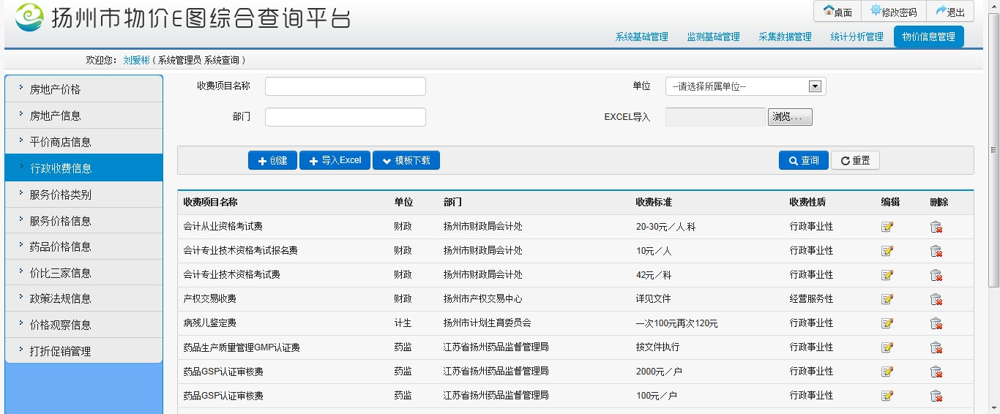 扬州市物价E图综合查询平台
桌面 修改密码 退出
系统基础管理 监测基础管理 采集数据管理 统计分析管理 物价信息管理
欢迎您： 刘爱彬 ( 系统管理员 系统查询 )
房地产价格
房地产信息
平价商店信息
行政收费信息
服务价格类别
服务价格信息
药品价格信息
价比三家信息
政策法规信息
价格观察信息
打折促销管理
收费项目名称 单位 --请选择所属单位--
部门 EXCEL导入 浏览...
创建 导入Excel 模板下载 查询 重置
收费项目名称 单位 部门 收费标准 收费性质 编辑 删除
会计从业资格考试费 财政 扬州市财政局会计处 20-30元／人.科 行政事业性
会计专业技术资格考试报名费 财政 扬州市财政局会计处 10元／人 行政事业性
会计专业技术资格考试费 财政 扬州市财政局会计处 42元／科 行政事业性
产权交易收费 财政 扬州市产权交易中心 详见文件 经营服务性
病残儿鉴定费 计生 扬州市计划生育委员会 一次100元再次120元 行政事业性
药品生产质量管理GMP认证费 药监 江苏省扬州药品监督管理局 按文件执行 行政事业性
药品GSP认证审核费 药监 江苏省扬州药品监督管理局 2000元／户 行政事业性
药品GSP认证审核费 药监 江苏省扬州药品监督管理局 100元／户 行政事业性